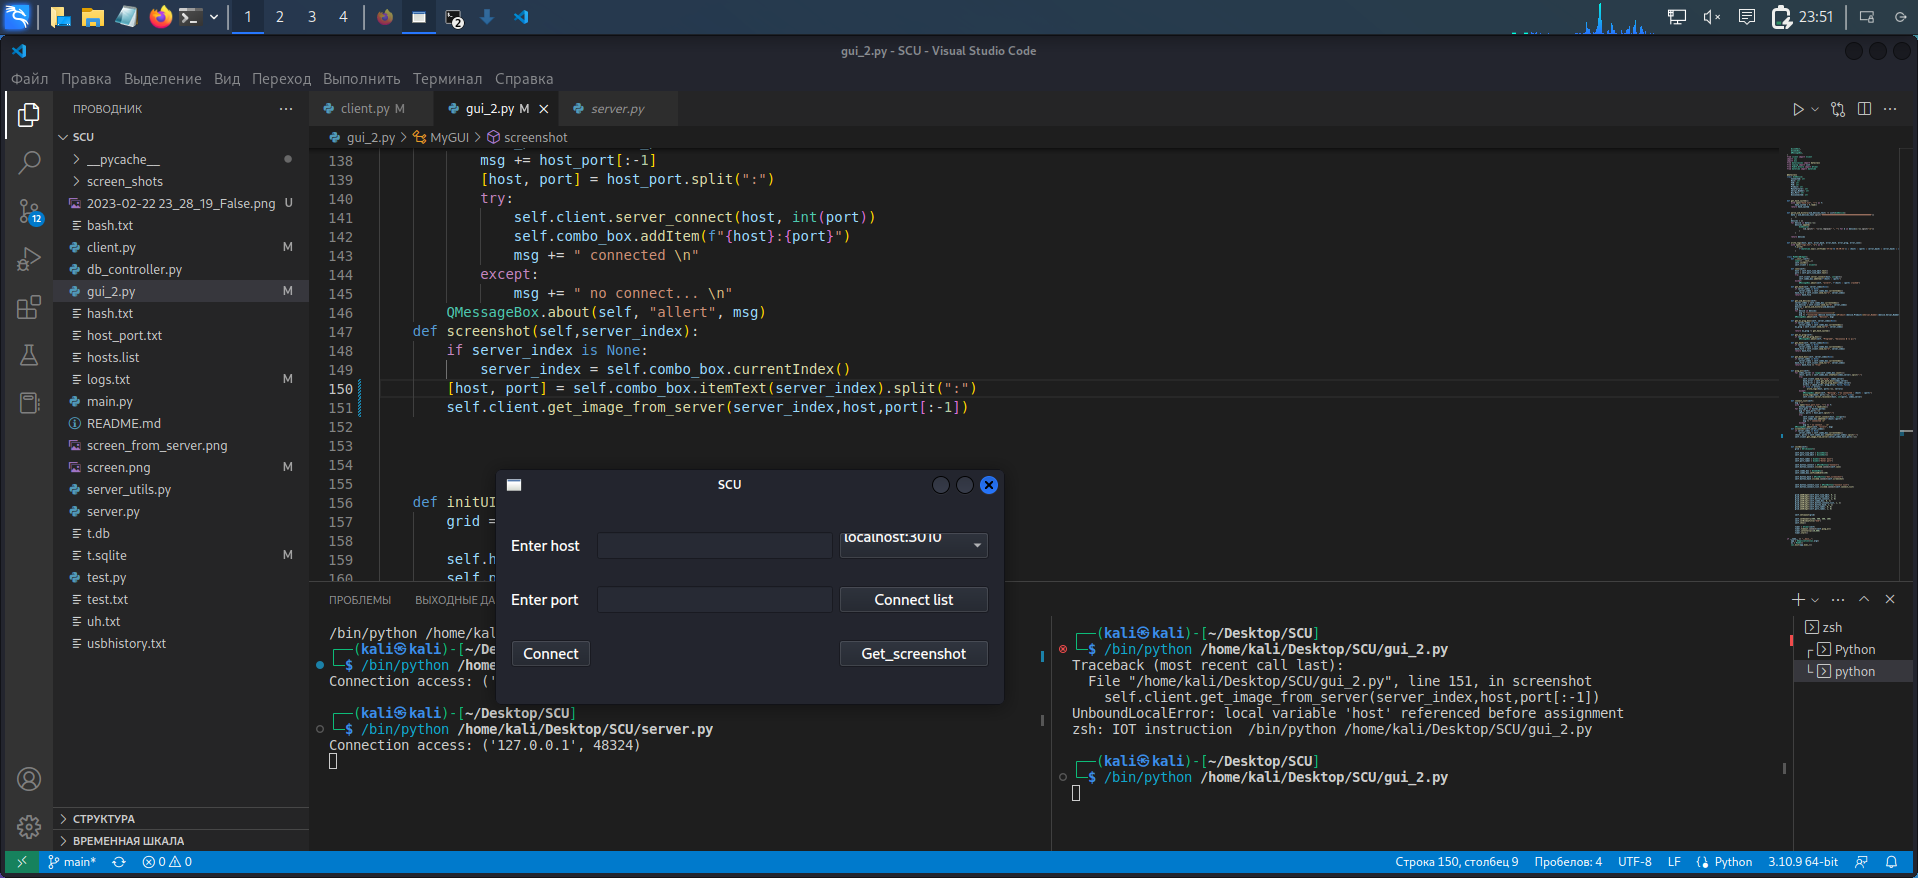 1 2 3 4
2
23:51
gui_2.py - SCU - Visual Studio Code
Файл Правка Выделение Вид Переход Выполнить Терминал Справка
ПРОВОДНИК ...
SCU
__pycache__
screen_shots
2023-02-22 23_28_19_False.png U
bash.txt
client.py M
db_controller.py
gui_2.py M
hash.txt
host_port.txt
hosts.list
logs.txt M
main.py
README.md
screen_from_server.png
screen.png M
server_utils.py
server.py
t.db
t.sqlite M
test.py
test.txt
uh.txt
usbhistory.txt
СТРУКТУРА
ВРЕМЕННАЯ ШКАЛА
12
client.py M gui_2.py M server.py
gui_2.py > MyGUI > screenshot
138 msg += host_port[:-1]
139 [host, port] = host_port.split(":")
140 try:
141 self.client.server_connect(host, int(port))
142 self.combo_box.addItem(f"{host}:{port}")
143 msg += " connected \n"
144 except:
145 msg += " no connect... \n"
146 QMessageBox.about(self, "allert", msg)
147 def screenshot(self,server_index):
148 if server_index is None:
149 server_index = self.combo_box.currentIndex()
150 [host, port] = self.combo_box.itemText(server_index).split(":")
151 self.client.get_image_from_server(server_index,host,port[:-1])
152
153
154
155
156 def initUI
157 grid =
158
159 self.h
160 self.p
SCU
Enter host
localhost:3010
Enter port
Connect list
Connect
Get_screenshot
ПРОБЛЕМЫ ВЫХОДНЫЕ ДА
/bin/python /home/kal
(kali㉿kali)-[~/Des
$ /bin/python /home
Connection access: ('
(kali㉿kali)-[~/Desktop/SCU]
$ /bin/python /home/kali/Desktop/SCU/server.py
Connection access: ('127.0.0.1', 48324)
(kali㉿kali)-[~/Desktop/SCU]
$ /bin/python /home/kali/Desktop/SCU/gui_2.py
Traceback (most recent call last):
File "/home/kali/Desktop/SCU/gui_2.py", line 151, in screenshot
self.client.get_image_from_server(server_index,host,port[:-1])
UnboundLocalError: local variable 'host' referenced before assignment
zsh: IOT instruction /bin/python /home/kali/Desktop/SCU/gui_2.py
(kali㉿kali)-[~/Desktop/SCU]
$ /bin/python /home/kali/Desktop/SCU/gui_2.py
zsh
Python
python
main* 0 0
Строка 150, столбец 9 Пробелов: 4 UTF-8 LF Python 3.10.9 64-bit